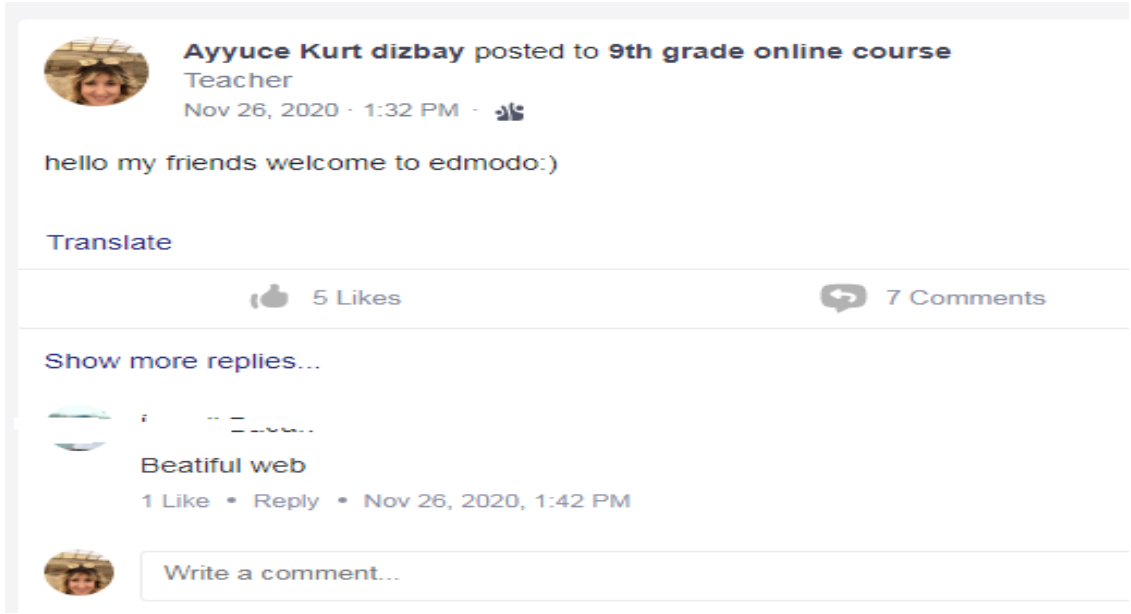 Ayyuce Kurt dizbay posted to 9th grade online course
Teacher
Nov 26, 2020 · 1:32 PM ·
hello my friends welcome to edmodo:)
Translate
5 Likes
7 Comments
Show more replies...
Beatiful web
1 Like • Reply • Nov 26, 2020, 1:42 PM
Write a comment...